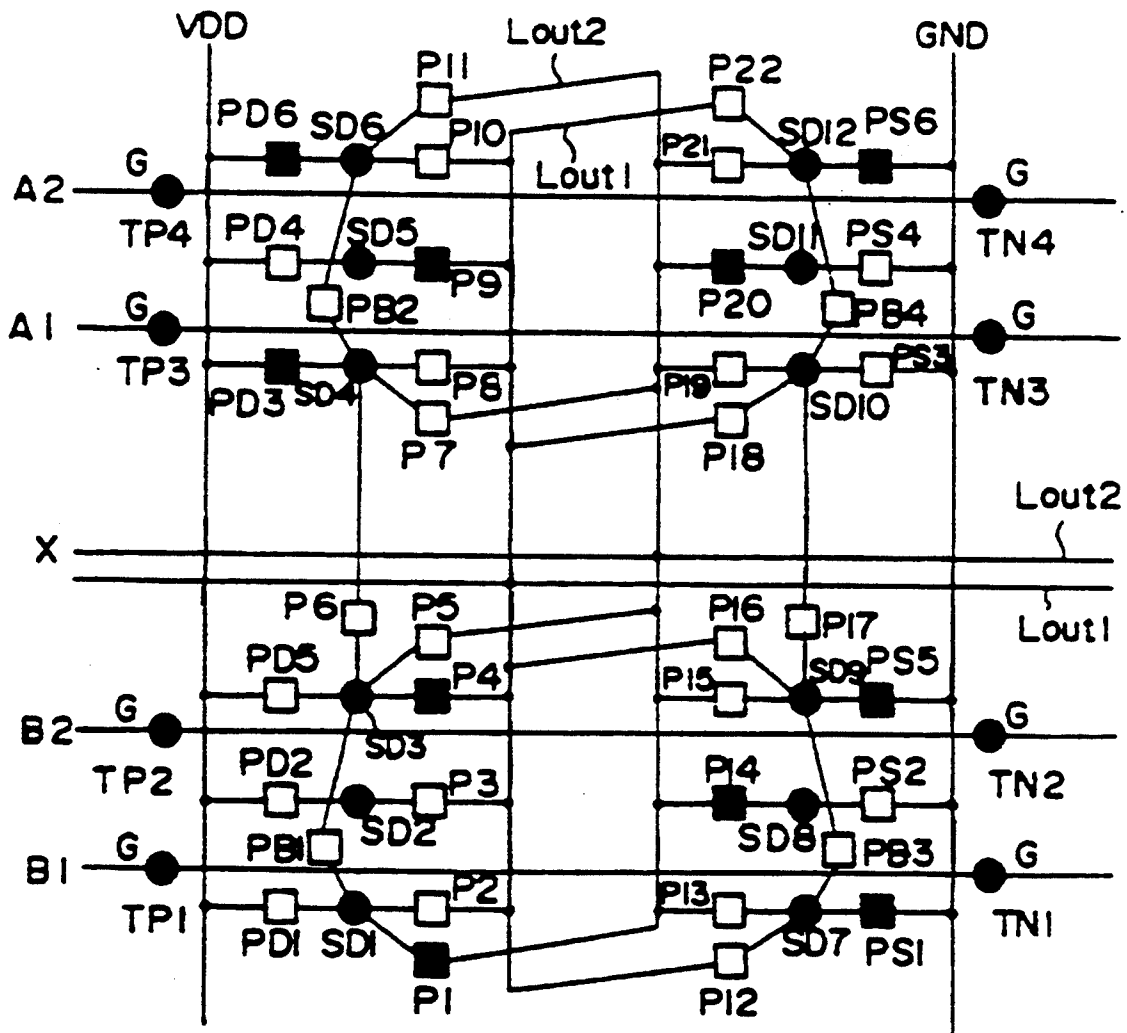 VDD Lout2 GND
P11 P22
PD6 SD6 P10 P21 SD12 PS6
Lout1
A2 G G
TP4 PD4 SD5 SD11 PS4 TN4
P9 P20
A1 G PB2 PB4 G
TP3 P8 P19 PS3 TN3
PD3 SD4 SD10
P7 P18
Lout2
X
P6 P5 P16 P17 Lout1
PD5 P4 P15 SD9 PS5
B2 G SD3 G
TP2 PD2 P3 P14 PS2 TN2
SD2 SD8
B1 G PB1 PB3 G
TP1 P2 P13 TN1
PD1 SD1 SD7 PS1
P1 P12